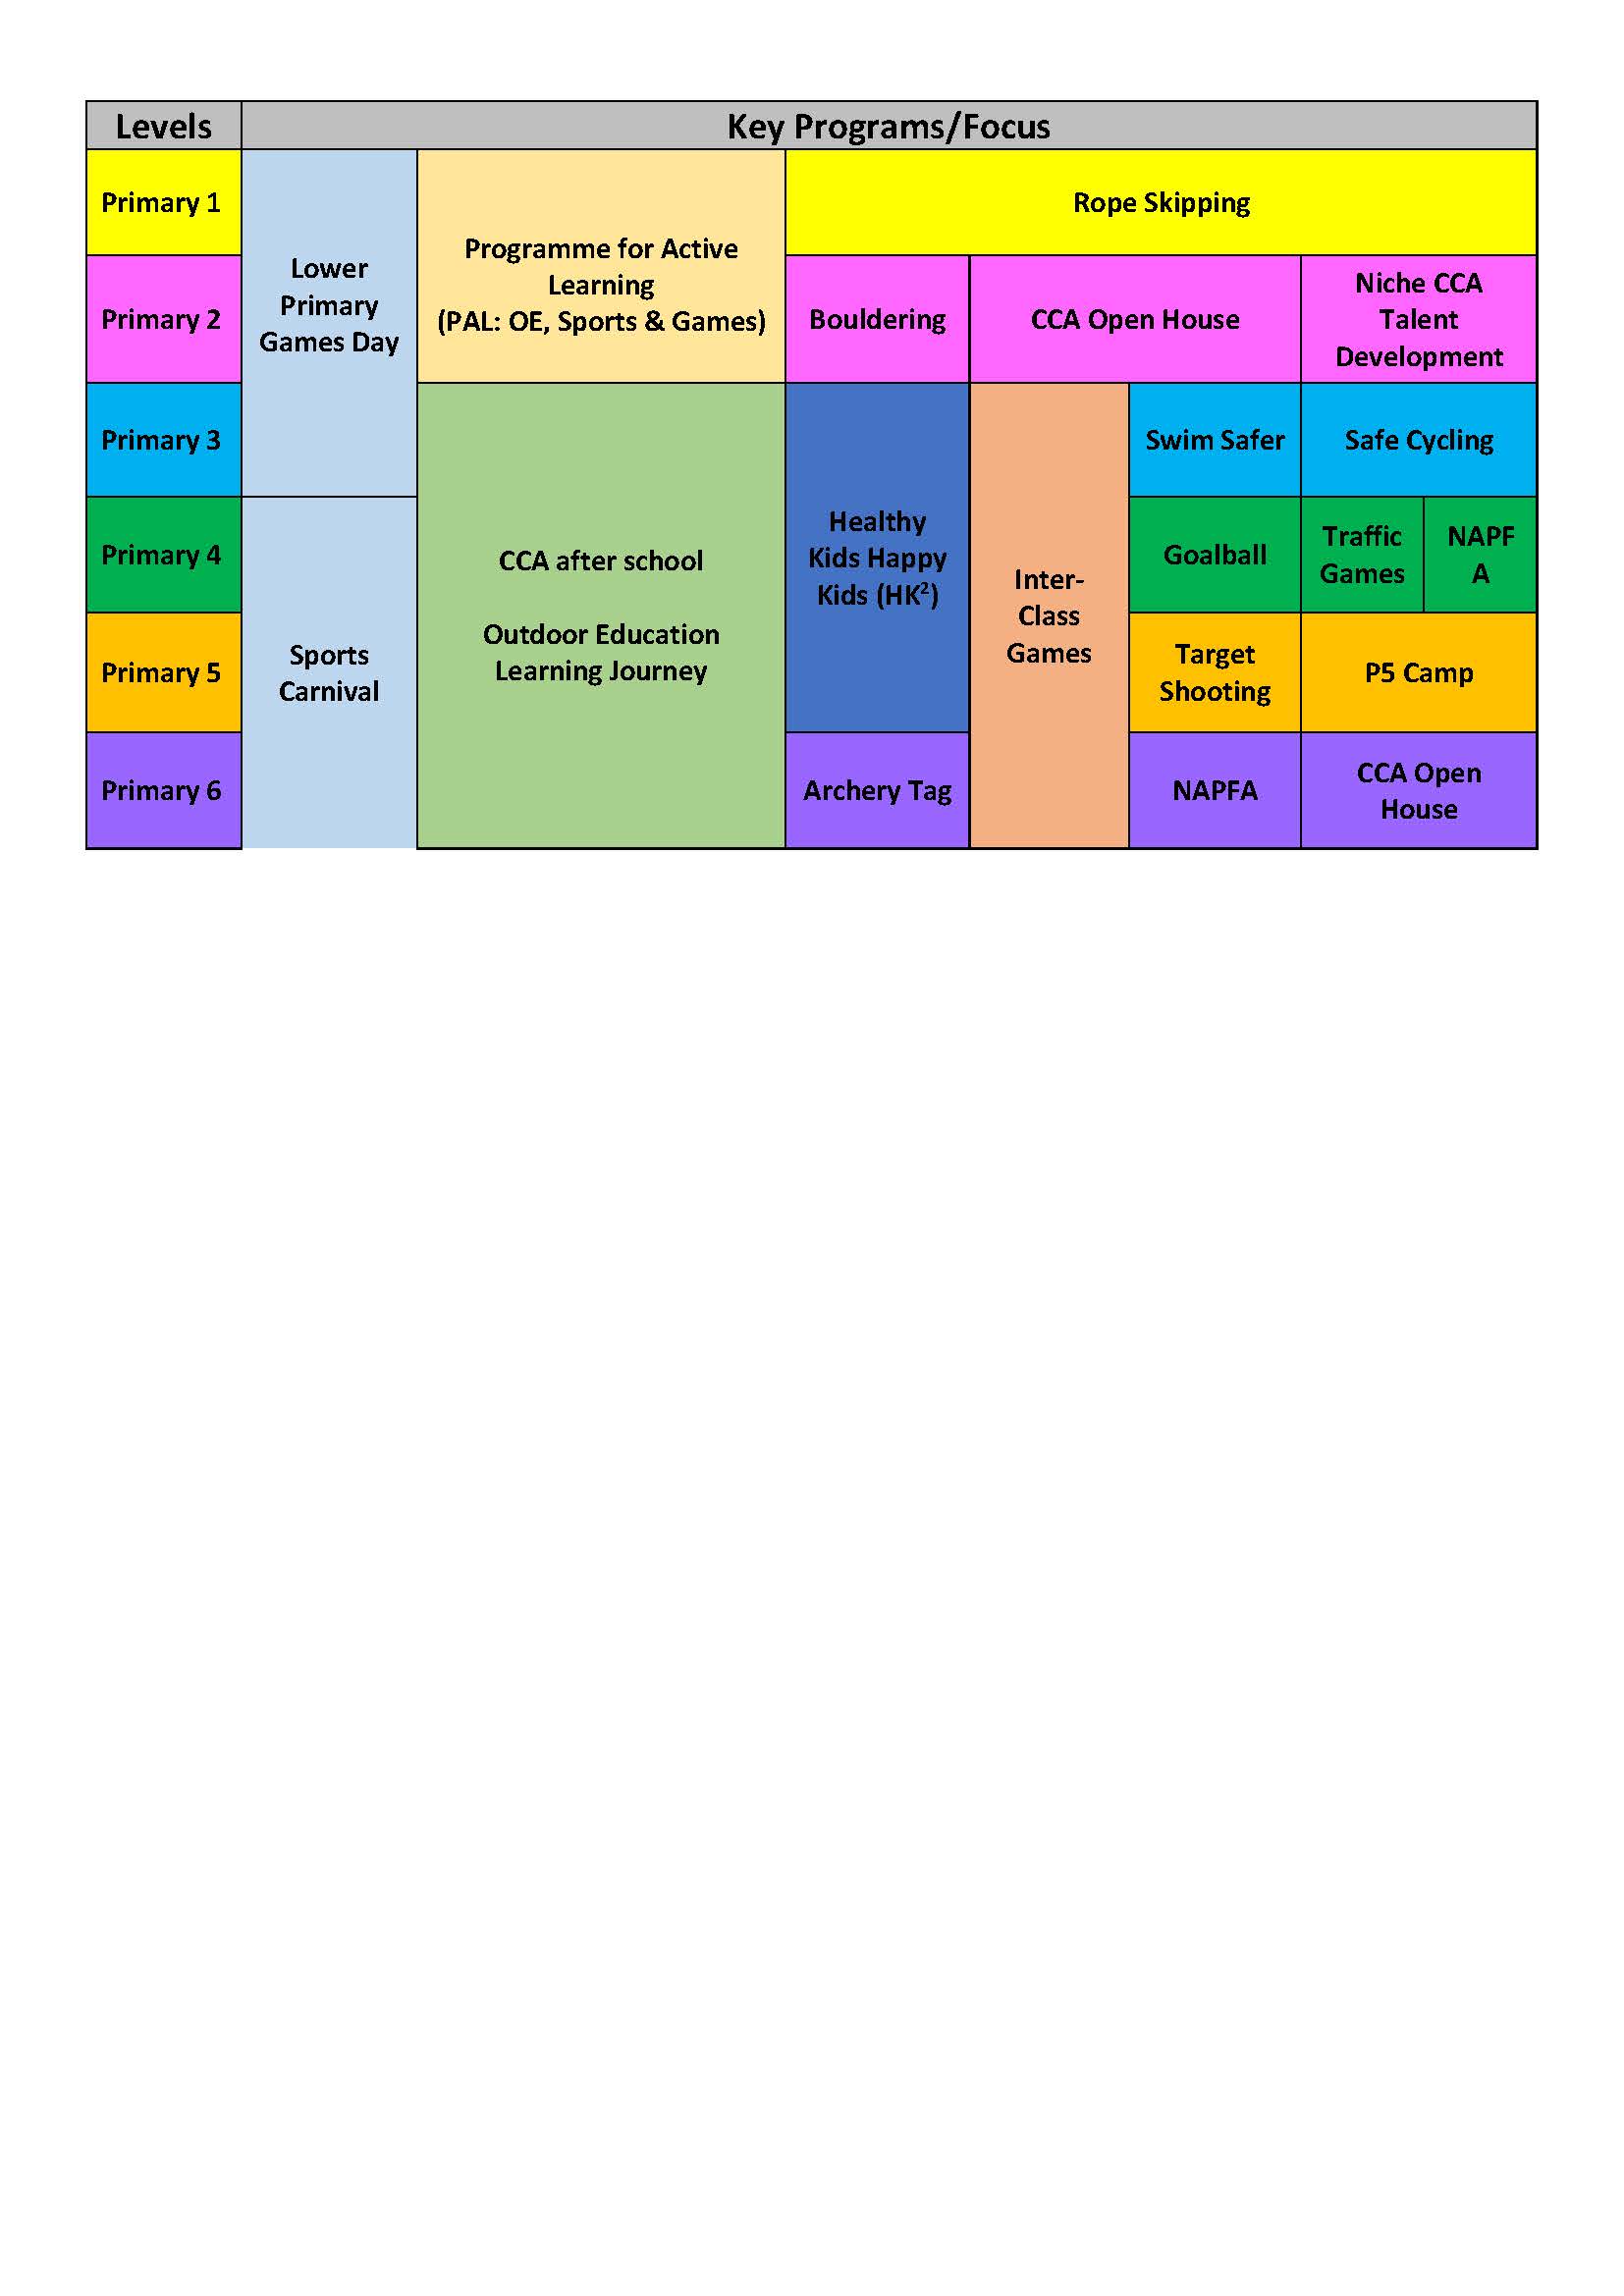 Levels
Key Programs/Focus
Primary 1
Lower
Primary
Games Day
Programme for Active
Learning
(PAL: OE, Sports & Games)
Rope Skipping
Primary 2
Bouldering
CCA Open House
Niche CCA
Talent
Development
Primary 3
CCA after school
Outdoor Education
Learning Journey
Healthy
Kids Happy
Kids (HK²)
Inter-
Class
Games
Swim Safer
Safe Cycling
Primary 4
Sports
Carnival
Goalball
Traffic
Games
NAPF
A
Primary 5
Target
Shooting
P5 Camp
Primary 6
Archery Tag
NAPFA
CCA Open
House